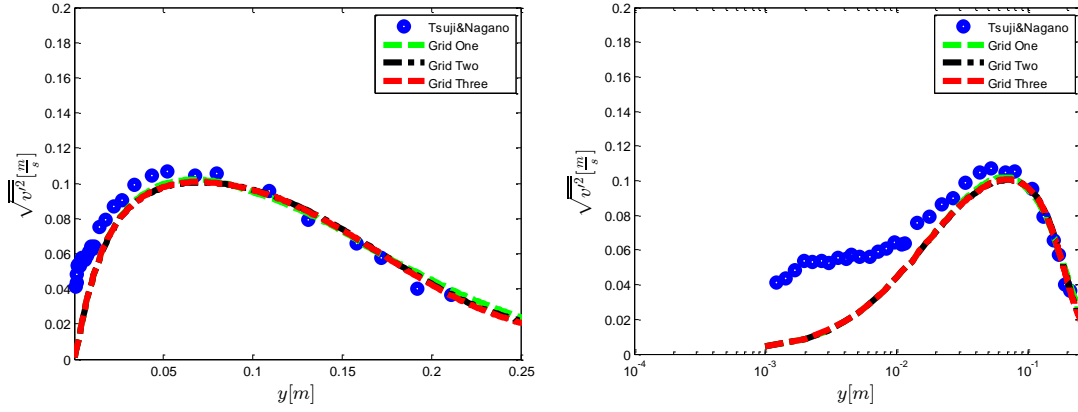 0.2
0.18
0.16
0.14
0.12
0.1
0.08
0.06
0.04
0.02
0
√v′² [m/s]
0.05 0.1 0.15 0.2 0.25
y[m]
Tsuji&Nagano
Grid One
Grid Two
Grid Three
0.2
0.18
0.16
0.14
0.12
0.1
0.08
0.06
0.04
0.02
0
√v′² [m/s]
10⁻⁴ 10⁻³ 10⁻² 10⁻¹
y[m]
Tsuji&Nagano
Grid One
Grid Two
Grid Three